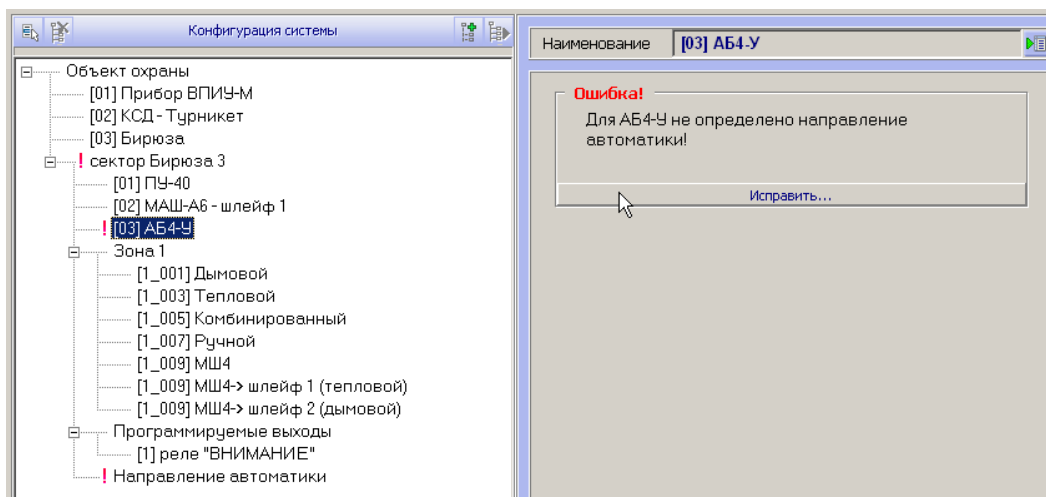 Конфигурация системы
Объект охраны
[01] Прибор ВПИУ-М
[02] КСД - Турникет
[03] Бирюза
! сектор Бирюза 3
[01] ПУ-40
[02] МАШ-А6 - шлейф 1
! [03] АБ4-У
Зона 1
[1_001] Дымовой
[1_003] Тепловой
[1_005] Комбинированный
[1_007] Ручной
[1_009] МШ4
[1_009] МШ4-> шлейф 1 (тепловой)
[1_009] МШ4-> шлейф 2 (дымовой)
Программируемые выходы
[1] реле "ВНИМАНИЕ"
! Направление автоматики
Наименование [03] АБ4-У
Ошибка!
Для АБ4-У не определено направление
автоматики!
Исправить...